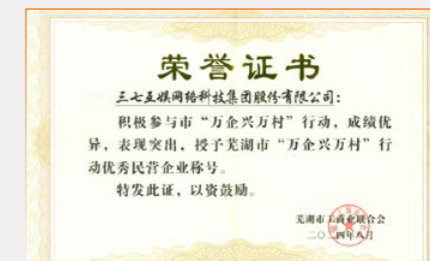 荣誉证书
三七互娱网络科技集团股份有限公司：
积极参与市“万企兴万村”行动，成绩优
异，表现突出，授予芜湖市“万企兴万村”行
动优秀民营企业称号。
特发此证，以资鼓励。
芜湖市工商业联合会
二〇二四年八月